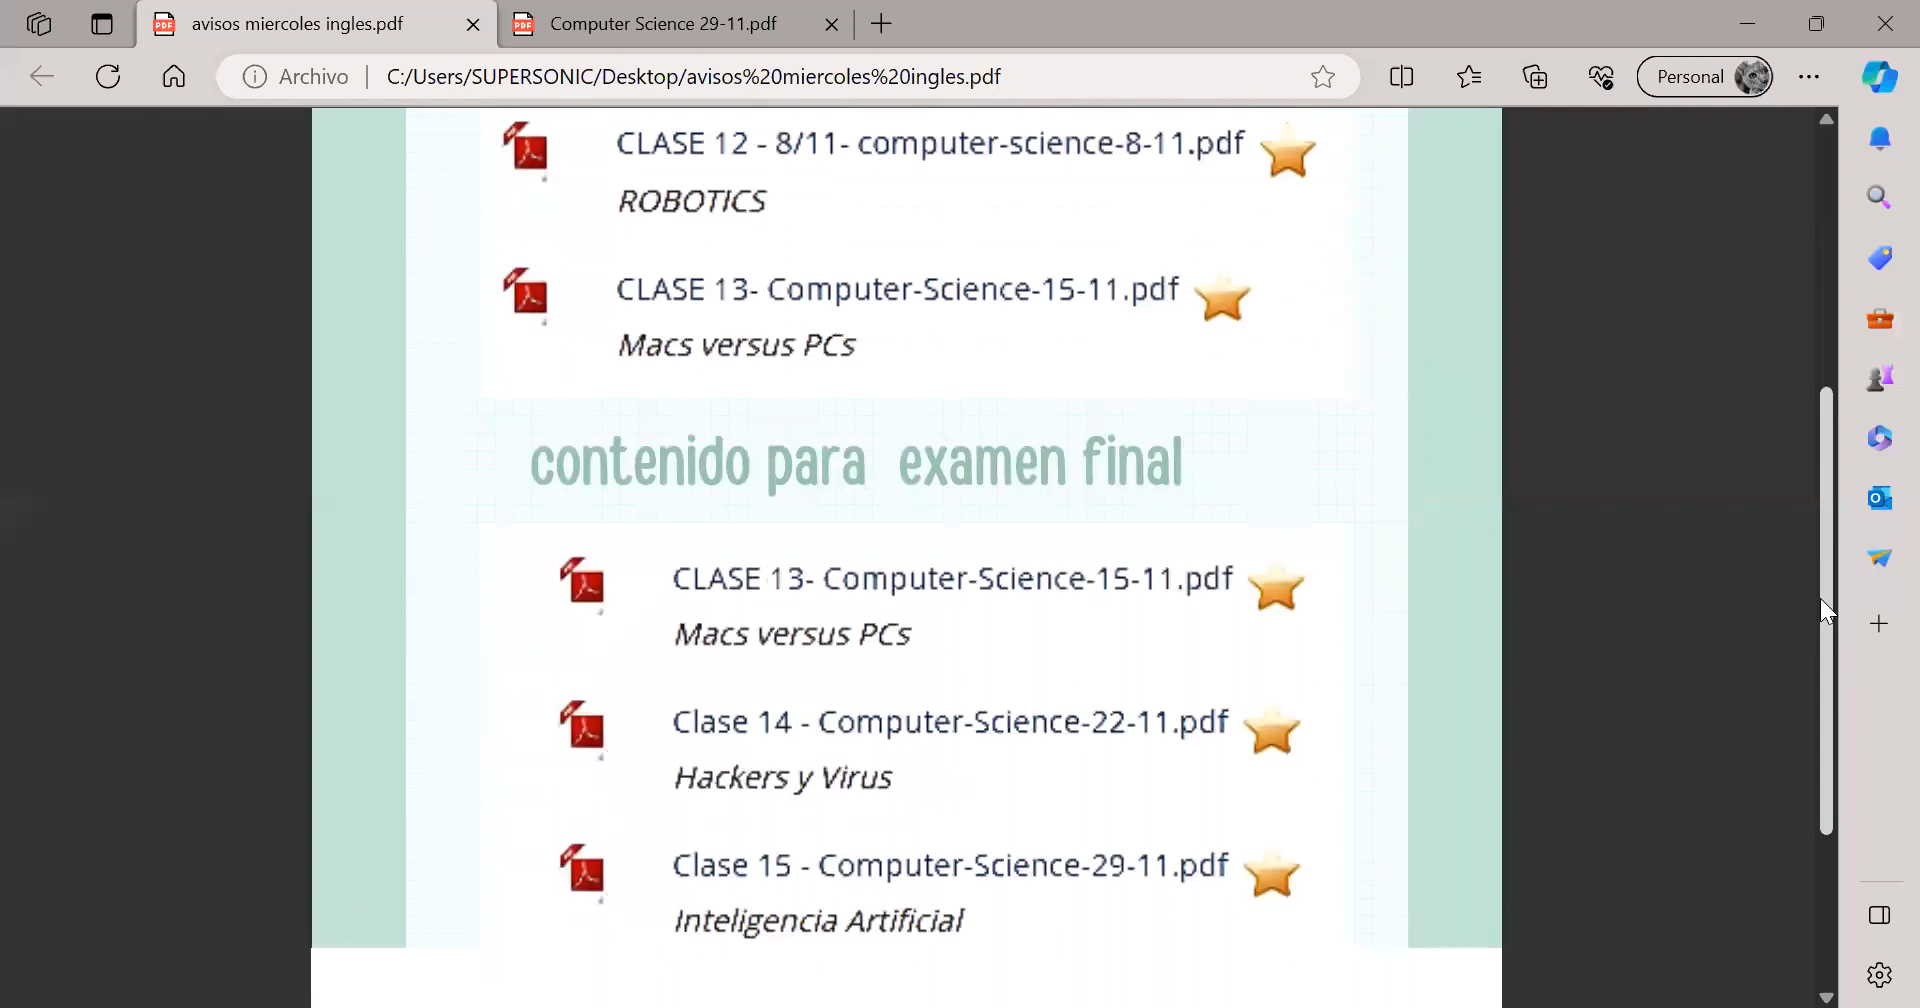 avisos miercoles ingles.pdf
Computer Science 29-11.pdf
Archivo
C:/Users/SUPERSONIC/Desktop/avisos%20miercoles%20ingles.pdf
Personal
CLASE 12 - 8/11- computer-science-8-11.pdf
ROBOTICS
CLASE 13- Computer-Science-15-11.pdf
Macs versus PCs
contenido para examen final
CLASE 13- Computer-Science-15-11.pdf
Macs versus PCs
Clase 14 - Computer-Science-22-11.pdf
Hackers y Virus
Clase 15 - Computer-Science-29-11.pdf
Inteligencia Artificial